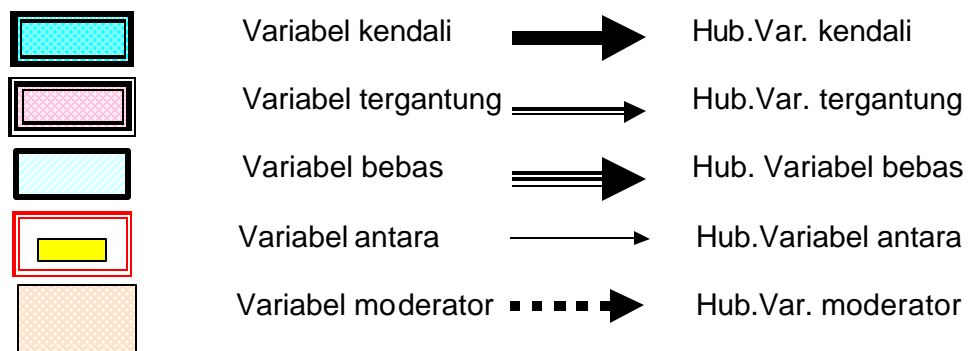 Variabel kendali Hub.Var. kendali
Variabel tergantung Hub.Var. tergantung
Variabel bebas Hub. Variabel bebas
Variabel antara Hub.Variabel antara
Variabel moderator Hub.Var. moderator